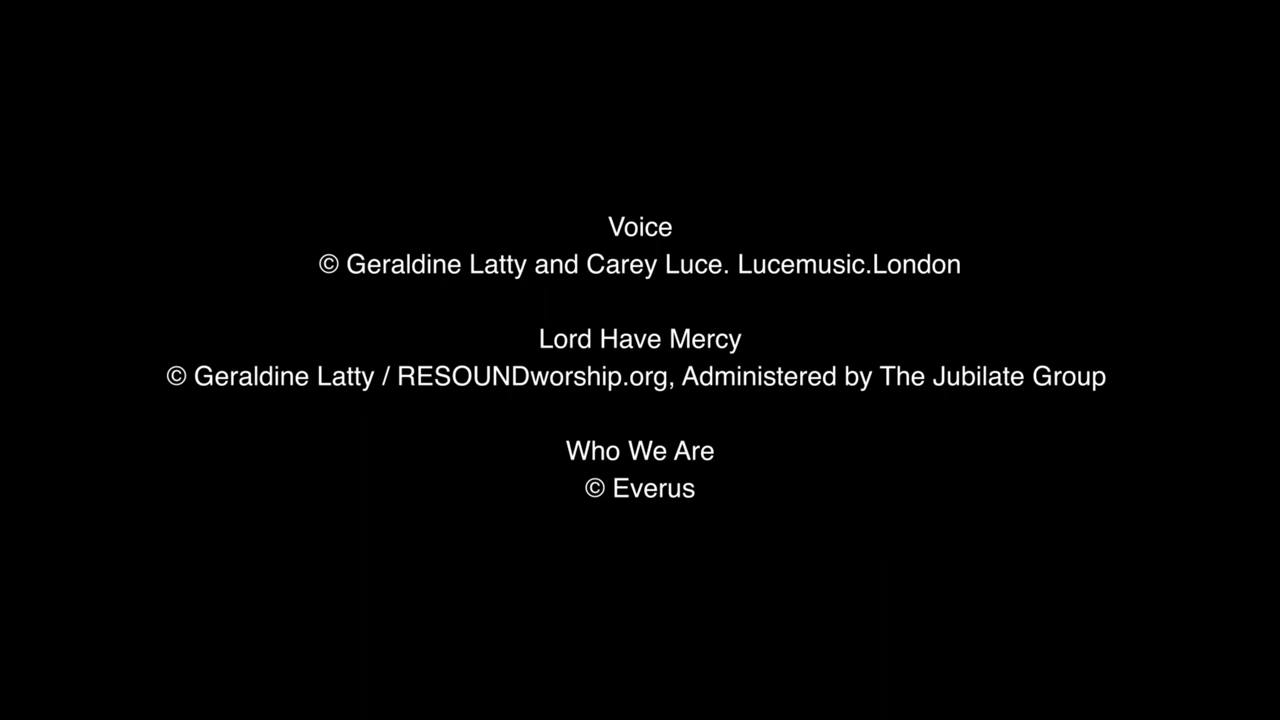 Voice
© Geraldine Latty and Carey Luce. Lucemusic.London
Lord Have Mercy
© Geraldine Latty / RESOUNDworship.org, Administered by The Jubilate Group
Who We Are
© Everus